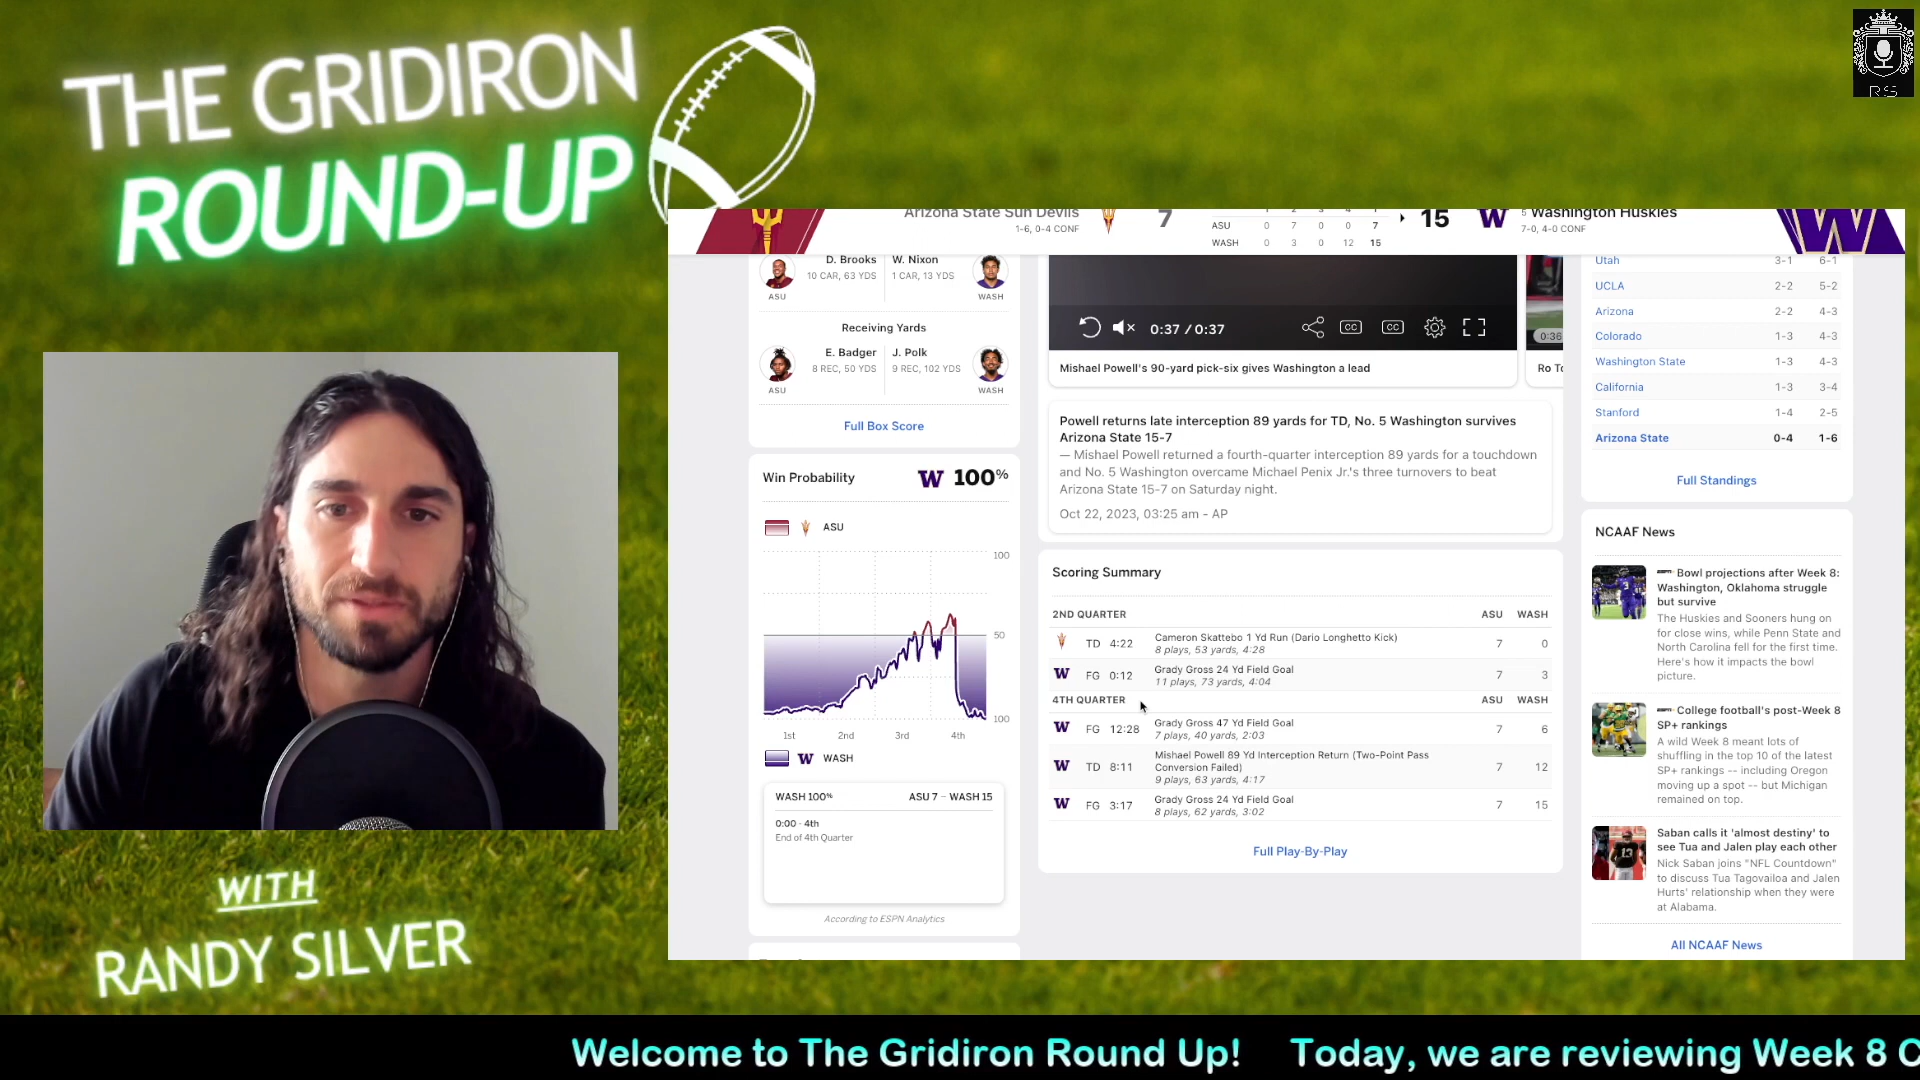 THE GRIDIRON
ROUND-UP
RS
WITH
RANDY SILVER
Arizona State Sun Devils
1-6, 0-4 CONF
7
ASU 0 7 0 0 7
WASH 0 3 0 12 15
15
5 Washington Huskies
7-0, 4-0 CONF
D. Brooks W. Nixon
10 CAR, 63 YDS 1 CAR, 13 YDS
ASU WASH
Receiving Yards
E. Badger J. Polk
8 REC, 50 YDS 9 REC, 102 YDS
ASU WASH
Full Box Score
Win Probability W 100%
ASU
100
50
100
1st 2nd 3rd 4th
W WASH
WASH 100% ASU 7 - WASH 15
0:00 - 4th
End of 4th Quarter
According to ESPN Analytics
0:37 / 0:37
CC CC
0:36
Mishael Powell's 90-yard pick-six gives Washington a lead
Ro To
Powell returns late interception 89 yards for TD, No. 5 Washington survives
Arizona State 15-7
— Mishael Powell returned a fourth-quarter interception 89 yards for a touchdown
and No. 5 Washington overcame Michael Penix Jr.'s three turnovers to beat
Arizona State 15-7 on Saturday night.
Oct 22, 2023, 03:25 am - AP
Scoring Summary
2ND QUARTER ASU WASH
TD 4:22 Cameron Skattebo 1 Yd Run (Dario Longhetto Kick) 7 0
8 plays, 53 yards, 4:28
W FG 0:12 Grady Gross 24 Yd Field Goal 7 3
11 plays, 73 yards, 4:04
4TH QUARTER ASU WASH
W FG 12:28 Grady Gross 47 Yd Field Goal 7 6
7 plays, 40 yards, 2:03
W TD 8:11 Mishael Powell 89 Yd Interception Return (Two-Point Pass 7 12
Conversion Failed)
9 plays, 63 yards, 4:17
W FG 3:17 Grady Gross 24 Yd Field Goal 7 15
8 plays, 62 yards, 3:02
Full Play-By-Play
Utah 3-1 6-1
UCLA 2-2 5-2
Arizona 2-2 4-3
Colorado 1-3 4-3
Washington State 1-3 4-3
California 1-3 3-4
Stanford 1-4 2-5
Arizona State 0-4 1-6
Full Standings
NCAAF News
Bowl projections after Week 8:
Washington, Oklahoma struggle
but survive
The Huskies and Sooners hung on
for close wins, while Penn State and
North Carolina fell for the first time.
Here's how it impacts the bowl
picture.
College football's post-Week 8
SP+ rankings
A wild Week 8 meant lots of
shuffling in the top 10 of the latest
SP+ rankings -- including Oregon
moving up a spot -- but Michigan
remained on top.
Saban calls it 'almost destiny' to
see Tua and Jalen play each other
Nick Saban joins "NFL Countdown"
to discuss Tua Tagovailoa and Jalen
Hurts' relationship when they were
at Alabama.
All NCAAF News
Welcome to The Gridiron Round Up! Today, we are reviewing Week 8 C